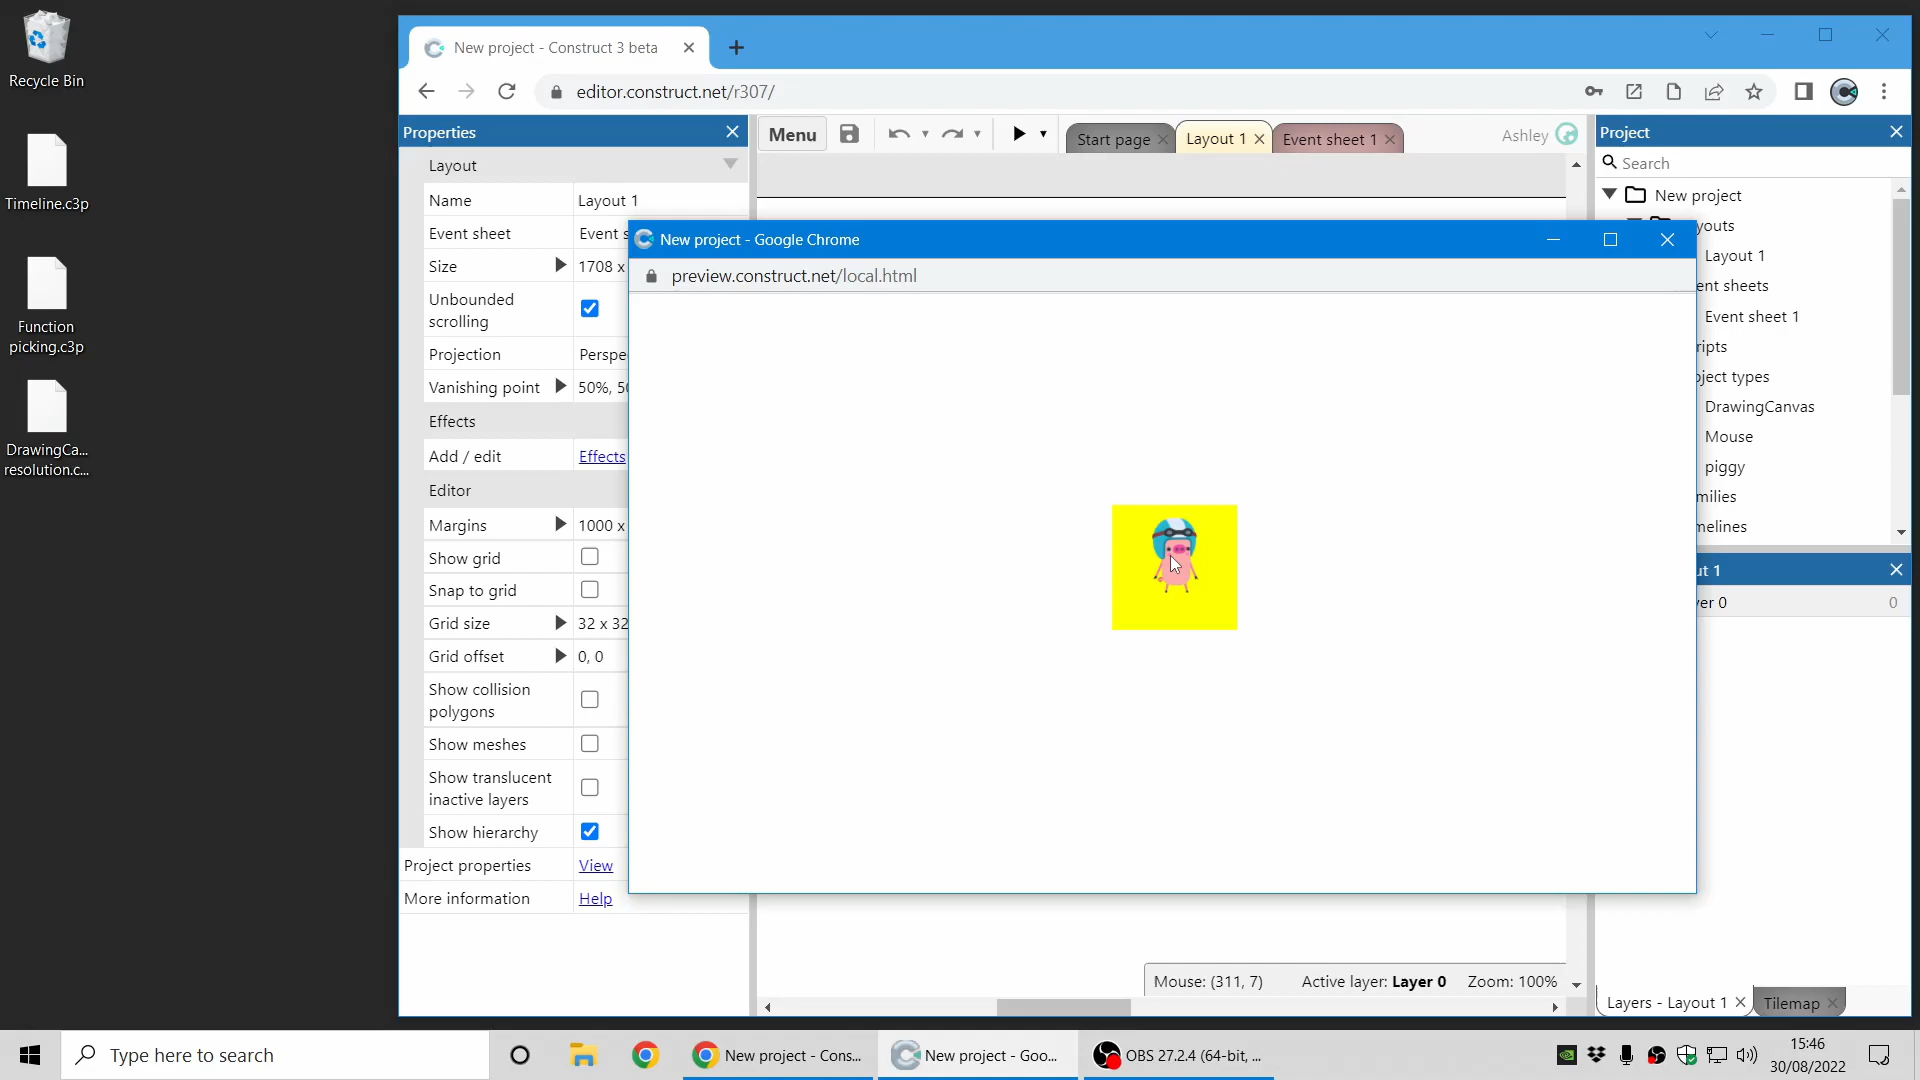 Recycle Bin
Timeline.c3p
Function
picking.c3p
DrawingCa...
resolution.c...
New project - Construct 3 beta
editor.construct.net/r307/
Properties
Layout
Name
Layout 1
Event sheet
Event s
Size
1708 x
Unbounded
scrolling
Projection
Perspe
Vanishing point
50%, 50
Effects
Add / edit
Effects
Editor
Margins
1000 x
Show grid
Snap to grid
Grid size
32 x 32
Grid offset
0, 0
Show collision
polygons
Show meshes
Show translucent
inactive layers
Show hierarchy
Project properties
View
More information
Help
Menu
Start page
Layout 1
Event sheet 1
Ashley
New project - Google Chrome
preview.construct.net/local.html
Mouse: (311, 7)
Active layer: Layer 0
Zoom: 100%
Project
Search
New project
youts
Layout 1
ent sheets
Event sheet 1
ripts
ject types
DrawingCanvas
Mouse
piggy
milies
melines
ut 1
yer 0
0
Layers - Layout 1
Tilemap
Type here to search
New project - Cons...
New project - Goo...
OBS 27.2.4 (64-bit, ...
15:46
30/08/2022